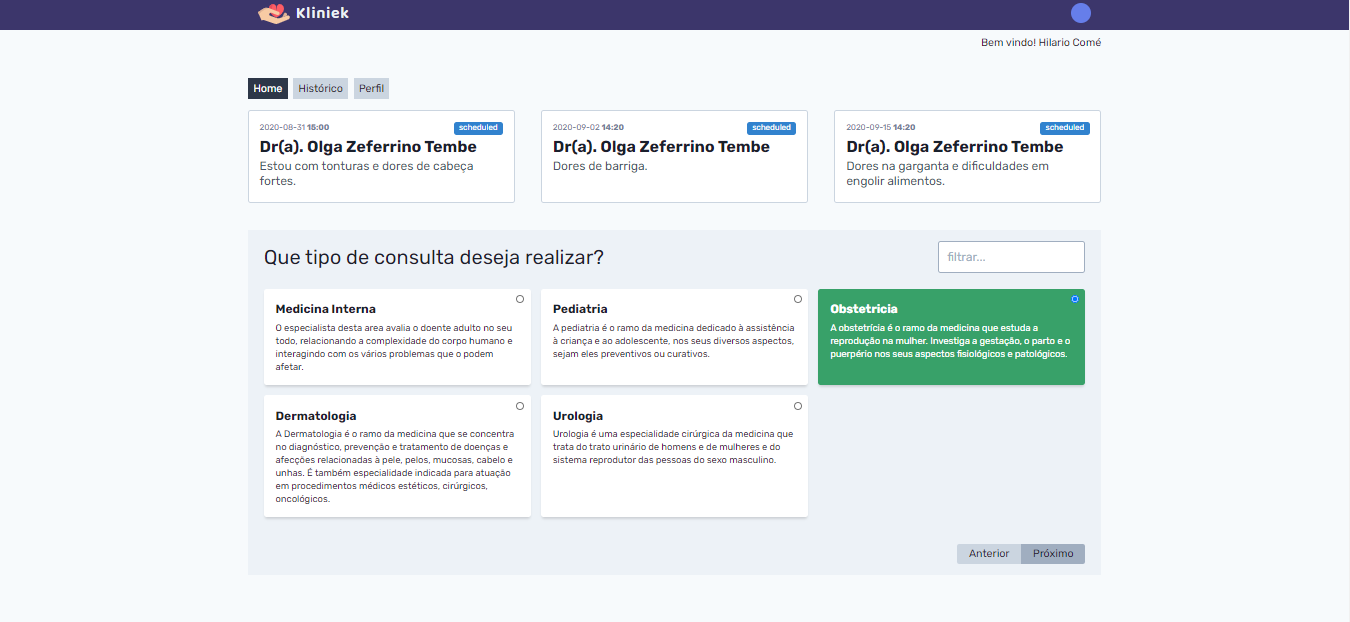 Kliniek
Bem vindo! Hilario Comé
Home Histórico Perfil
2020-08-31 15:00 scheduled
Dr(a). Olga Zeferrino Tembe
Estou com tonturas e dores de cabeça
fortes.
2020-09-02 14:20 scheduled
Dr(a). Olga Zeferrino Tembe
Dores de barriga.
2020-09-15 14:20 scheduled
Dr(a). Olga Zeferrino Tembe
Dores na garganta e dificuldades em
engolir alimentos.
Que tipo de consulta deseja realizar?
filtrar...
Medicina Interna
O especialista desta area avalia o doente adulto no seu
todo, relacionando a complexidade do corpo humano e
interagindo com os vários problemas que o podem
afetar.
Pediatria
A pediatria é o ramo da medicina dedicado à assistência
à criança e ao adolescente, nos seus diversos aspectos,
sejam eles preventivos ou curativos.
Obstetricia
A obstetrícia é o ramo da medicina que estuda a
reprodução na mulher. Investiga a gestação, o parto e o
puerpério nos seus aspectos fisiológicos e patológicos.
Dermatologia
A Dermatologia é o ramo da medicina que se concentra
no diagnóstico, prevenção e tratamento de doenças e
afecções relacionadas à pele, pelos, mucosas, cabelo e
unhas. É também especialidade indicada para atuação
em procedimentos médicos estéticos, cirúrgicos,
oncológicos.
Urologia
Urologia é uma especialidade cirúrgica da medicina que
trata do trato urinário de homens e de mulheres e do
sistema reprodutor das pessoas do sexo masculino.
Anterior Próximo